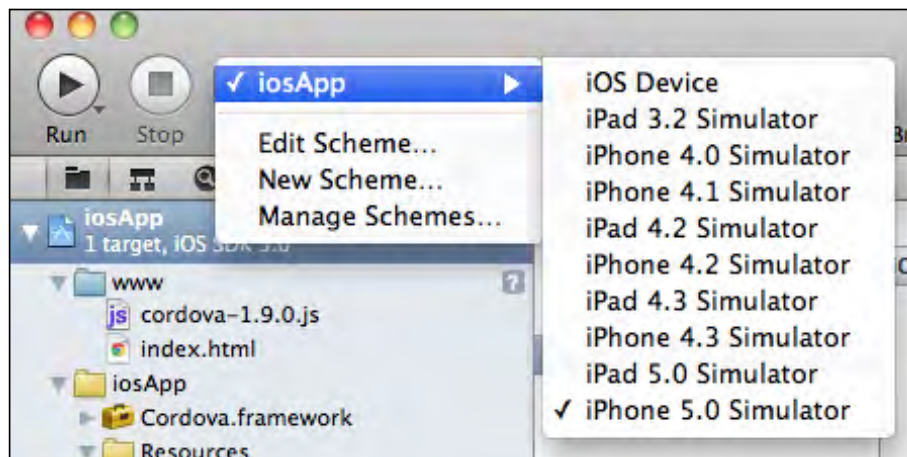 Run
Stop
✓ iosApp ▶
Edit Scheme...
New Scheme...
Manage Schemes...
iOS Device
iPad 3.2 Simulator
iPhone 4.0 Simulator
iPhone 4.1 Simulator
iPad 4.2 Simulator
iPhone 4.2 Simulator
iPad 4.3 Simulator
iPhone 4.3 Simulator
iPad 5.0 Simulator
✓ iPhone 5.0 Simulator
iosApp
1 target, iOS SDK 5.0
www
?
js cordova-1.9.0.js
index.html
iosApp
Cordova.framework
Resources